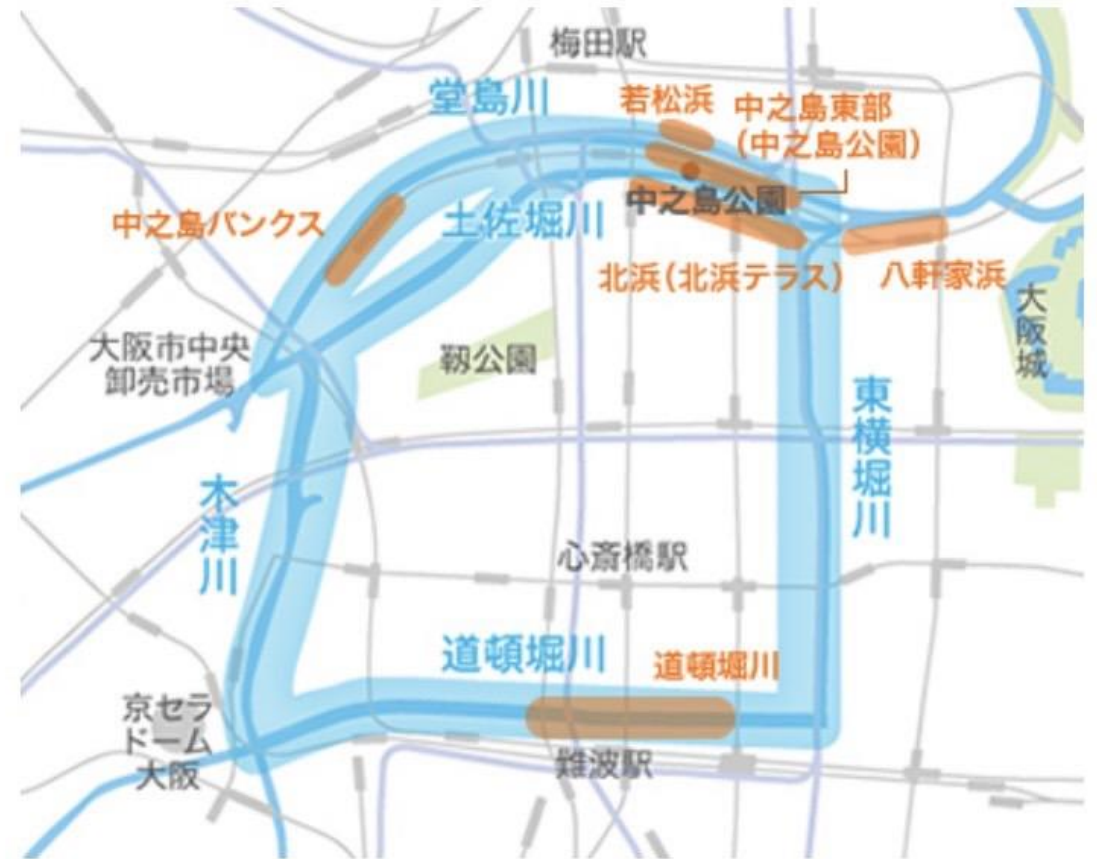 梅田駅
堂島川
若松浜
中之島東部
（中之島公園）
中之島バンクス
土佐堀川
中之島公園
北浜（北浜テラス）
八軒家浜
大阪城
大阪市中央
卸売市場
靱公園
東横堀川
木津川
心斎橋駅
道頓堀川
道頓堀川
京セラ
ドーム
大阪
難波駅